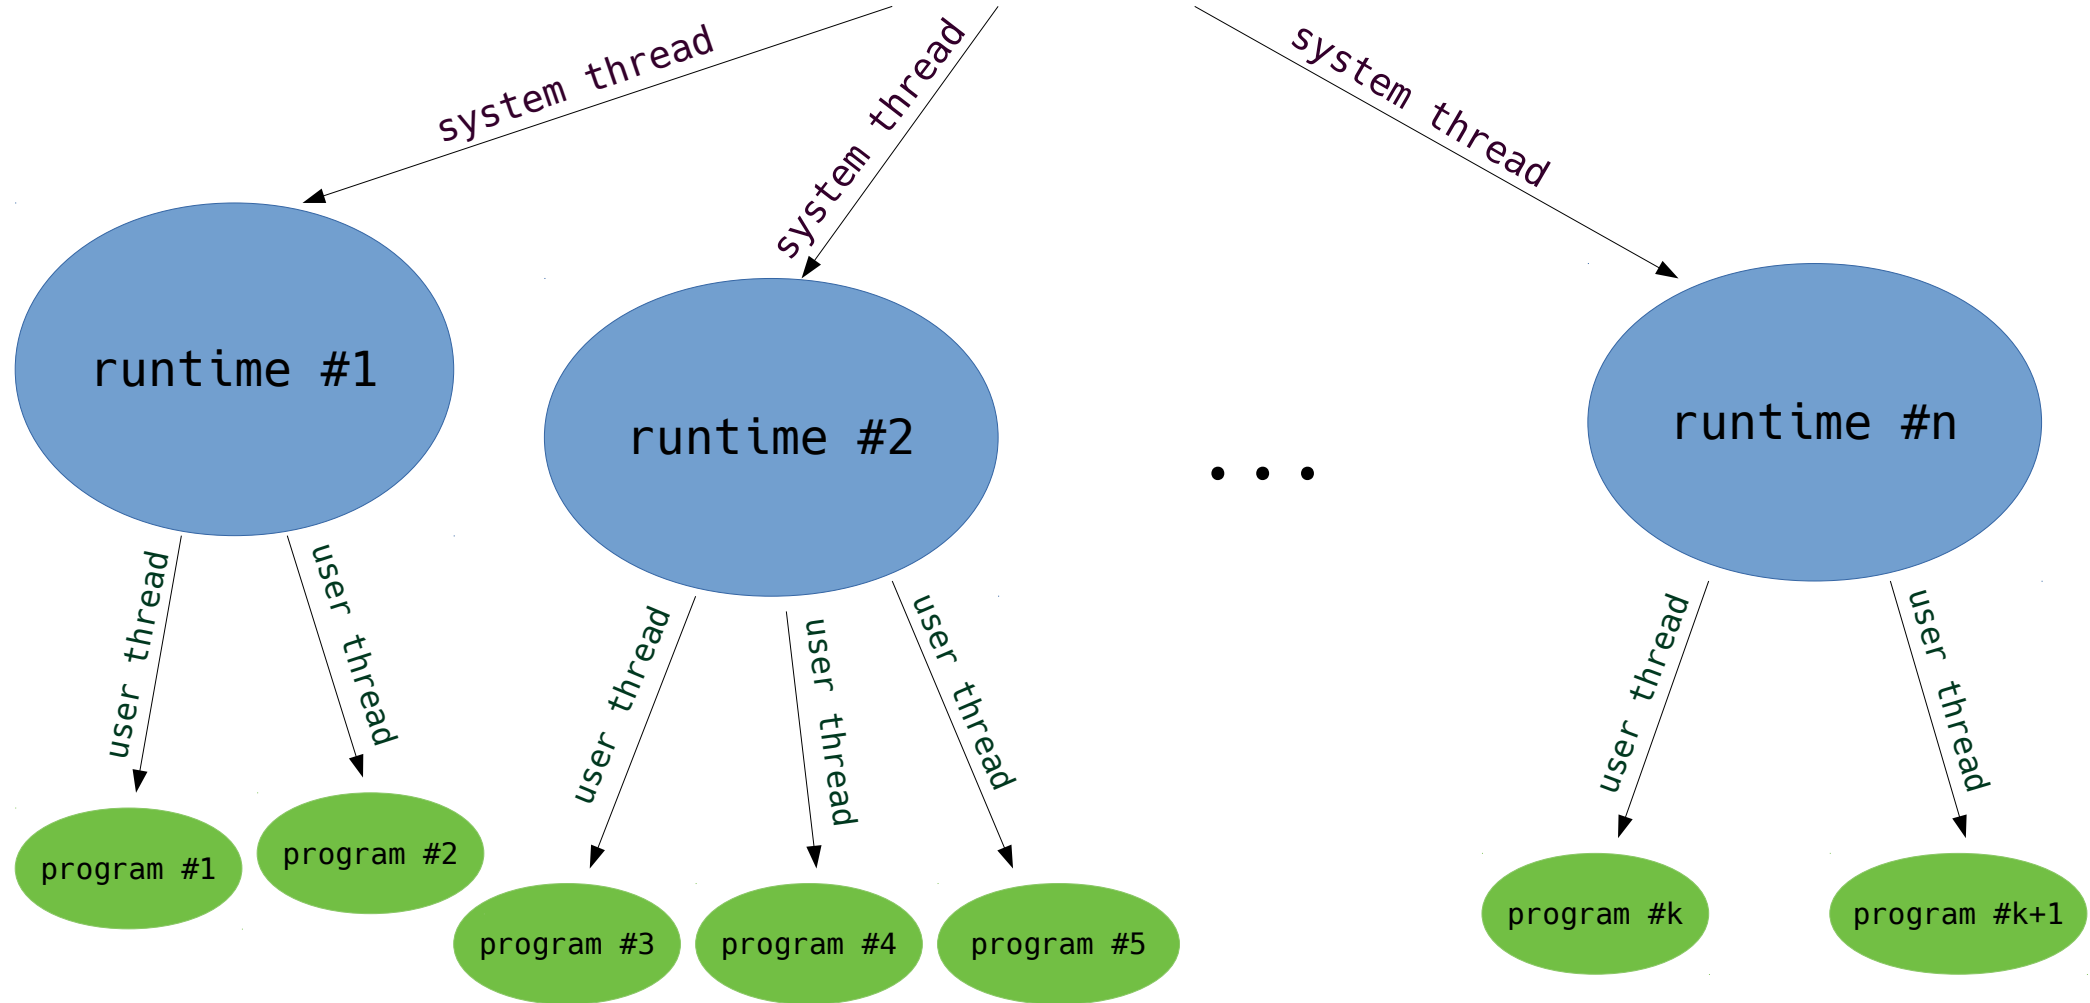 system thread
system thread
system thread
runtime #1
runtime #2
...
runtime #n
user thread
user thread
user thread
user thread
user thread
user thread
user thread
program #1
program #2
program #3
program #4
program #5
program #k
program #k+1